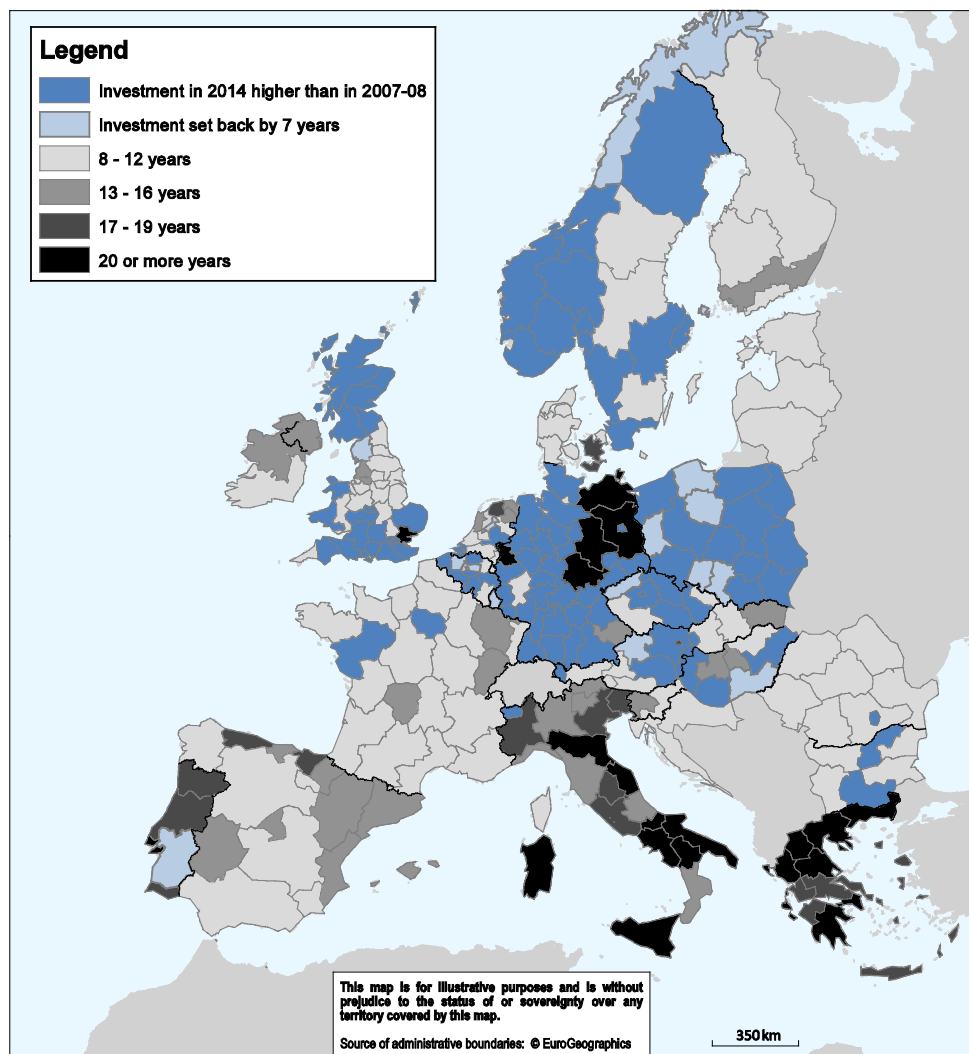 Legend
Investment in 2014 higher than in 2007-08
Investment set back by 7 years
8 - 12 years
13 - 16 years
17 - 19 years
20 or more years
This map is for illustrative purposes and is without
prejudice to the status of or sovereignty over any
territory covered by this map.
Source of administrative boundaries: © EuroGeographics
350 km